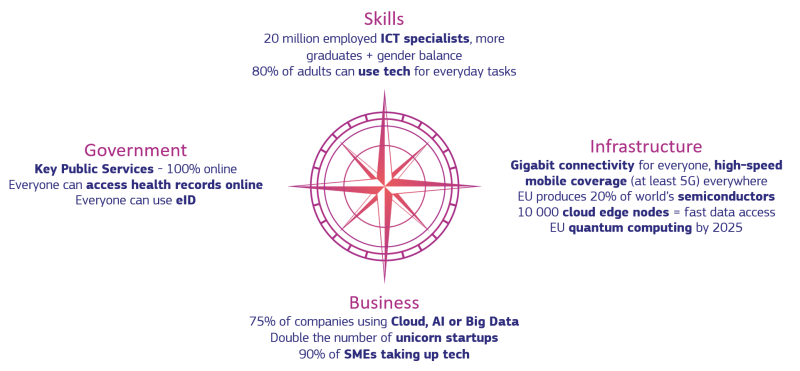 Skills
20 million employed ICT specialists, more
graduates + gender balance
80% of adults can use tech for everyday tasks
Government
Key Public Services - 100% online
Everyone can access health records online
Everyone can use eID
Infrastructure
Gigabit connectivity for everyone, high-speed
mobile coverage (at least 5G) everywhere
EU produces 20% of world's semiconductors
10 000 cloud edge nodes = fast data access
EU quantum computing by 2025
Business
75% of companies using Cloud, AI or Big Data
Double the number of unicorn startups
90% of SMEs taking up tech